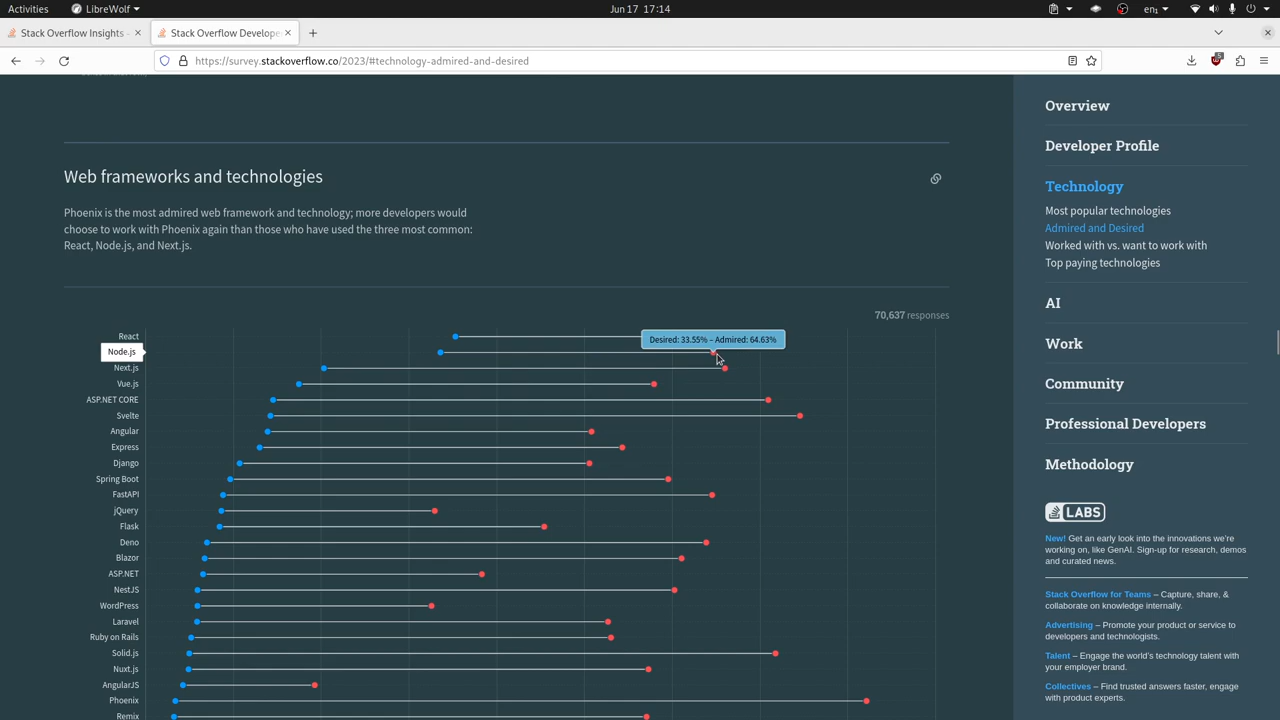 Activities
LibreWolf
Jun 17 17:14
en₁
Stack Overflow Insights -
Stack Overflow Develope
https://survey.stackoverflow.co/2023/#technology-admired-and-desired
Web frameworks and technologies
Phoenix is the most admired web framework and technology; more developers would
choose to work with Phoenix again than those who have used the three most common:
React, Node.js, and Next.js.
70,637 responses
React
Node.js
Desired: 33.55% – Admired: 64.63%
Next.js
Vue.js
ASP.NET CORE
Svelte
Angular
Express
Django
Spring Boot
FastAPI
jQuery
Flask
Deno
Blazor
ASP.NET
NestJS
WordPress
Laravel
Ruby on Rails
Solid.js
Nuxt.js
AngularJS
Phoenix
Remix
Overview
Developer Profile
Technology
Most popular technologies
Admired and Desired
Worked with vs. want to work with
Top paying technologies
AI
Work
Community
Professional Developers
Methodology
LABS
New! Get an early look into the innovations we're
working on, like GenAI. Sign-up for research, demos
and curated news.
Stack Overflow for Teams – Capture, share, &
collaborate on knowledge internally.
Advertising – Promote your product or service to
developers and technologists.
Talent – Engage the world's technology talent with
your employer brand.
Collectives – Find trusted answers faster, engage
with product experts.